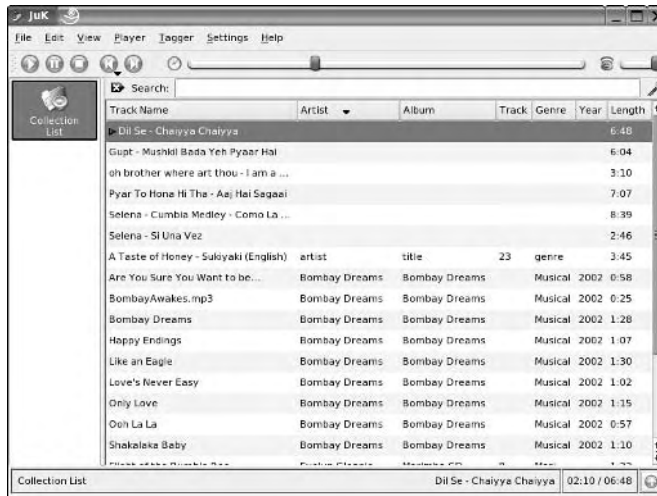 JuK
File Edit View Player Tagger Settings Help
Search:
Collection List
Track Name Artist Album Track Genre Year Length
Dil Se - Chaiyya Chaiyya 6:48
Gupt - Mushkil Bada Yeh Pyaar Hai 6:04
oh brother where art thou - I am a ... 3:10
Pyar To Hona Hi Tha - Aaj Hai Sagaai 7:07
Selena - Cumbia Medley - Como La ... 8:39
Selena - Si Una Vez 2:46
A Taste of Honey - Sukiyaki (English) artist title 23 genre 3:45
Are You Sure You Want to be... Bombay Dreams Bombay Dreams Musical 2002 0:58
BombayAwakes.mp3 Bombay Dreams Bombay Dreams Musical 2002 0:25
Bombay Dreams Bombay Dreams Bombay Dreams Musical 2002 1:28
Happy Endings Bombay Dreams Bombay Dreams Musical 2002 1:07
Like an Eagle Bombay Dreams Bombay Dreams Musical 2002 1:30
Love's Never Easy Bombay Dreams Bombay Dreams Musical 2002 1:02
Only Love Bombay Dreams Bombay Dreams Musical 2002 1:15
Ooh La La Bombay Dreams Bombay Dreams Musical 2002 0:57
Shakalaka Baby Bombay Dreams Bombay Dreams Musical 2002 1:10
Collection List Dil Se - Chaiyya Chaiyya 02:10 / 06:48